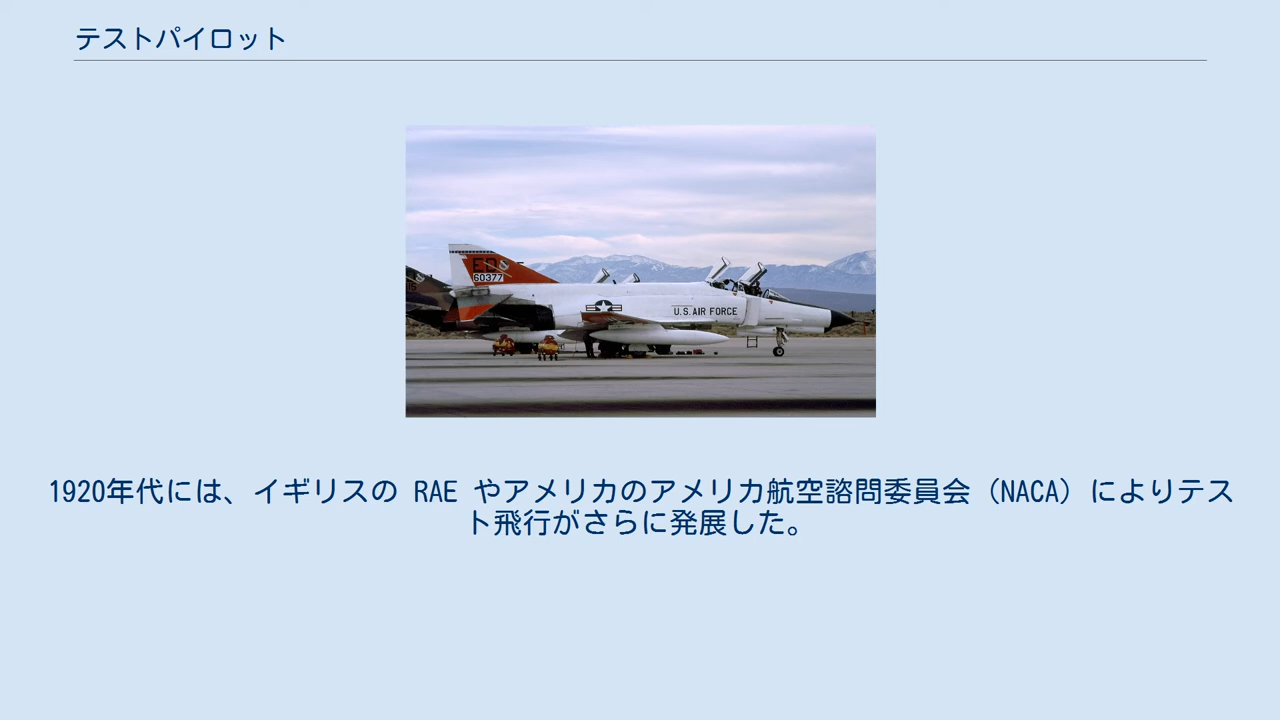 テストパイロット
ED
60377
U.S. AIR FORCE
1920年代には、イギリスの RAE やアメリカのアメリカ航空諮問委員会（NACA）によりテス
ト飛行がさらに発展した。